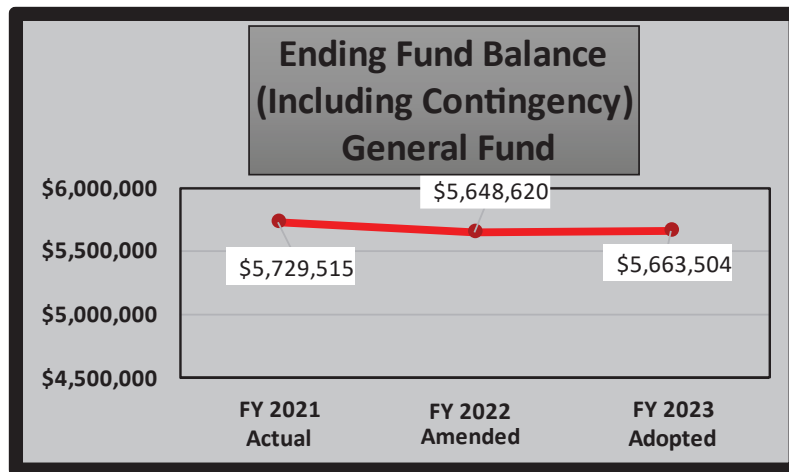 Ending Fund Balance
(Including Contingency)
General Fund
$6,000,000
$5,648,620
$5,500,000
$5,729,515
$5,663,504
$5,000,000
$4,500,000
FY 2021
Actual
FY 2022
Amended
FY 2023
Adopted